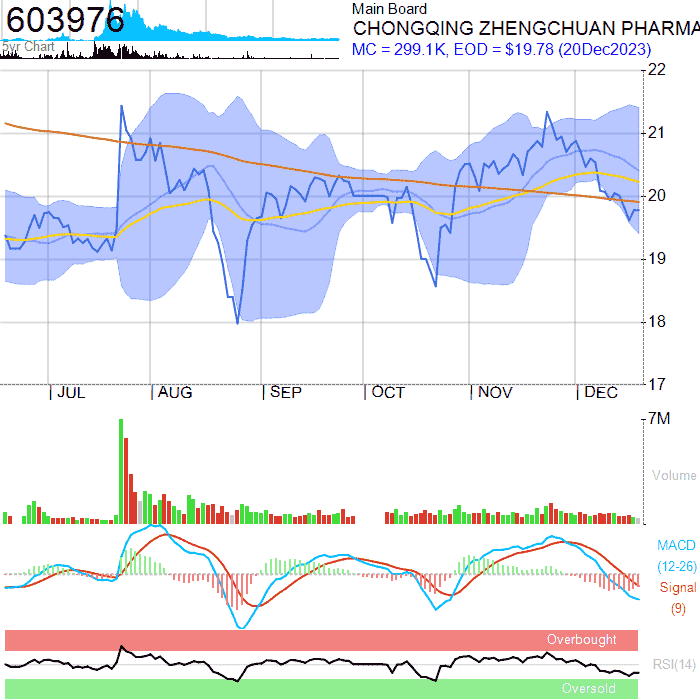 603976
5yr Chart
Main Board
CHONGQING ZHENGCHUAN PHARMA
MC = 299.1K, EOD = $19.78 (20Dec2023)
22
21
20
19
18
17
JUL
AUG
SEP
OCT
NOV
DEC
7M
Volume
MACD
(12-26)
Signal
(9)
Overbought
RSI(14)
Oversold